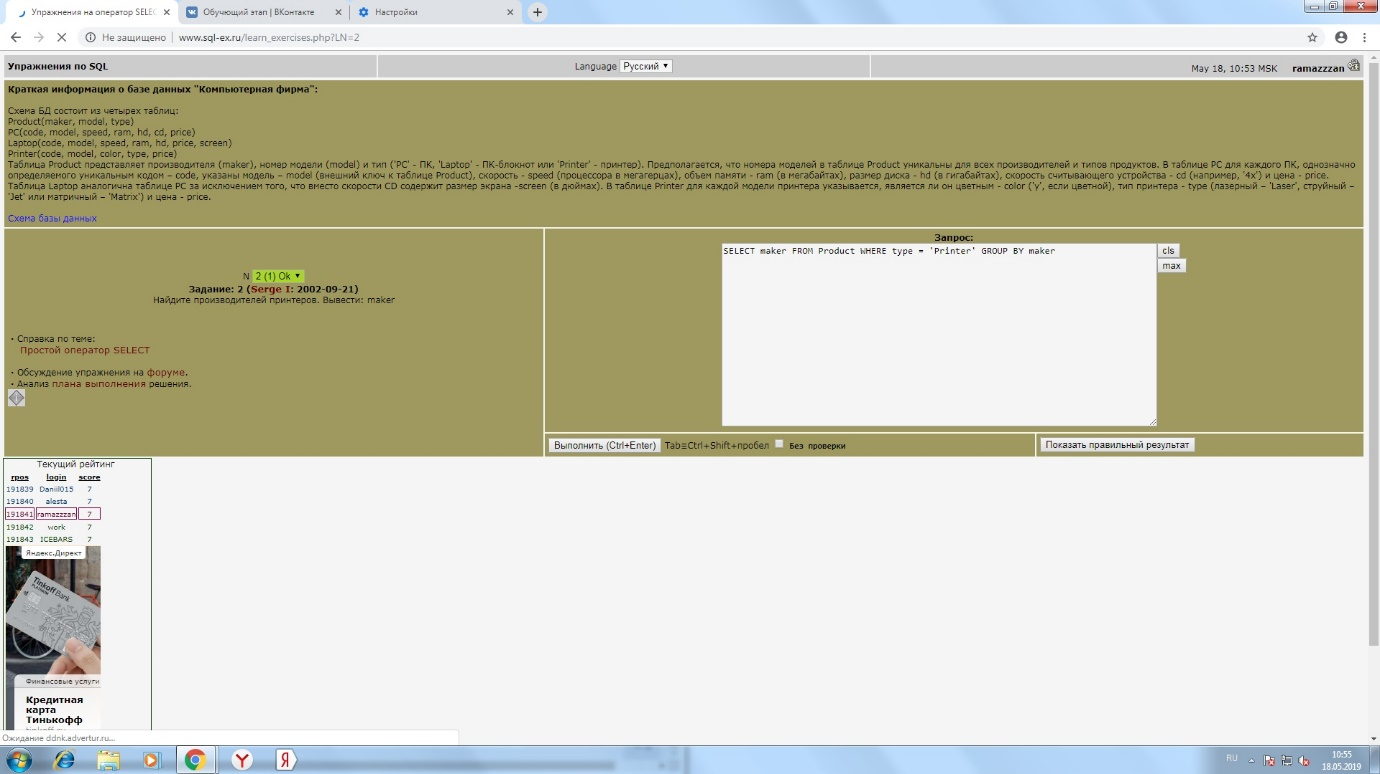 Упражнения на оператор SELEC
Обучающий этап | ВКонтакте
Настройки
Не защищено
www.sql-ex.ru/learn_exercises.php?LN=2
Упражнения по SQL
Language Русский
May 18, 10:53 MSK ramazzzan
Краткая информация о базе данных "Компьютерная фирма":
Схема БД состоит из четырех таблиц:
Product(maker, model, type)
PC(code, model, speed, ram, hd, cd, price)
Laptop(code, model, speed, ram, hd, price, screen)
Printer(code, model, color, type, price)
Таблица Product представляет производителя (maker), номер модели (model) и тип ('PC' - ПК, 'Laptop' - ПК-блокнот или 'Printer' - принтер). Предполагается, что номера моделей в таблице Product уникальны для всех производителей и типов продуктов. В таблице PC для каждого ПК, однозначно
определяемого уникальным кодом – code, указаны модель – model (внешний ключ к таблице Product), скорость - speed (процессора в мегагерцах), объем памяти - ram (в мегабайтах), размер диска - hd (в гигабайтах), скорость считывающего устройства - cd (например, '4x') и цена - price.
Таблица Laptop аналогична таблице РС за исключением того, что вместо скорости CD содержит размер экрана -screen (в дюймах). В таблице Printer для каждой модели принтера указывается, является ли он цветным - color ('y', если цветной), тип принтера - type (лазерный – 'Laser', струйный –
'Jet' или матричный – 'Matrix') и цена - price.
Схема базы данных
N 2 (1) Ok
Задание: 2 (Serge I: 2002-09-21)
Найдите производителей принтеров. Вывести: maker
· Справка по теме:
Простой оператор SELECT
· Обсуждение упражнения на форуме.
· Анализ плана выполнения решения.
Запрос:
SELECT maker FROM Product WHERE type = 'Printer' GROUP BY maker
cls
max
Выполнить (Ctrl+Enter) Tab≡Ctrl+Shift+пробел Без проверки
Показать правильный результат
Текущий рейтинг
rpos login score
191839 Daniil015 7
191840 alesta 7
191841 ramazzzan 7
191842 work 7
191843 ICEBARS 7
Яндекс.Директ
Tinkoff Bank
PLATINUM
Финансовые услуги
Кредитная
карта
Тинькофф
tinkoff.ru
Ожидание ddnk.advertur.ru...
RU
10:55
18.05.2019